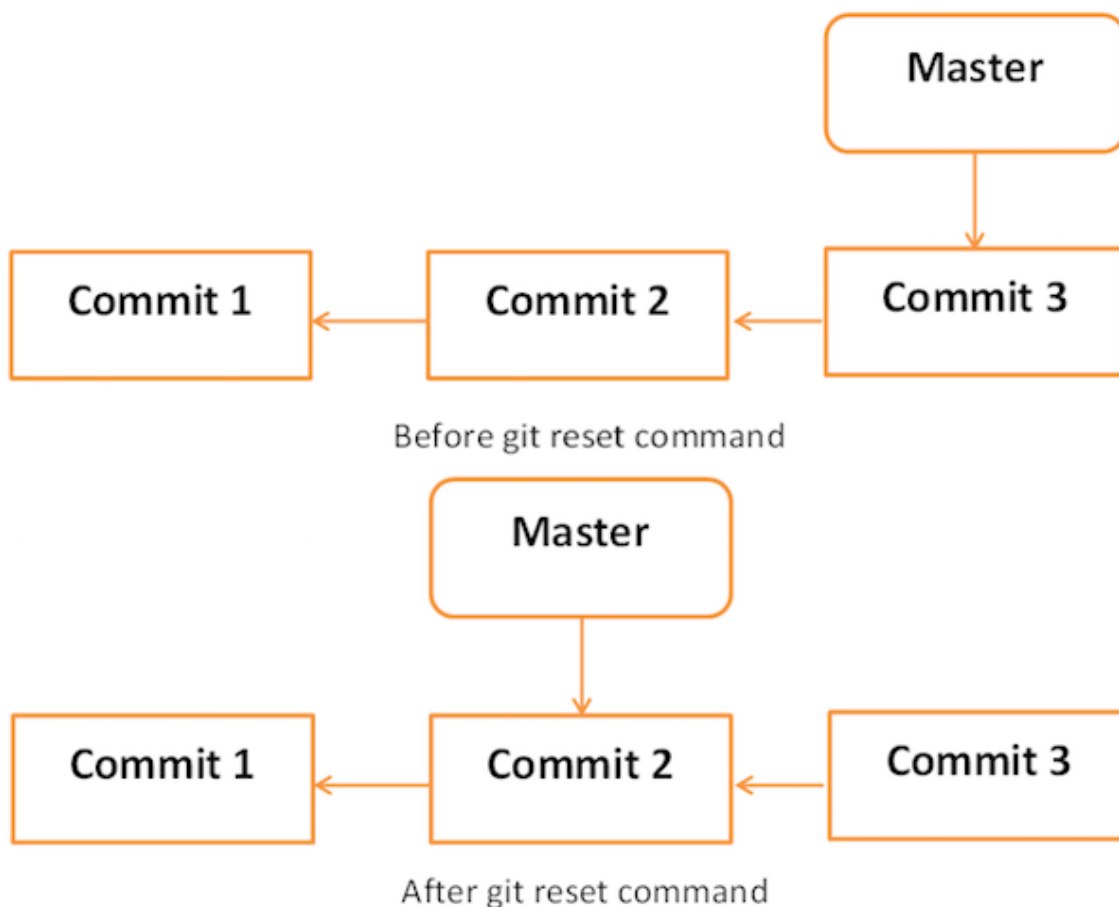 Master
Commit 1
Commit 2
Commit 3
Before git reset command
Master
Commit 1
Commit 2
Commit 3
After git reset command